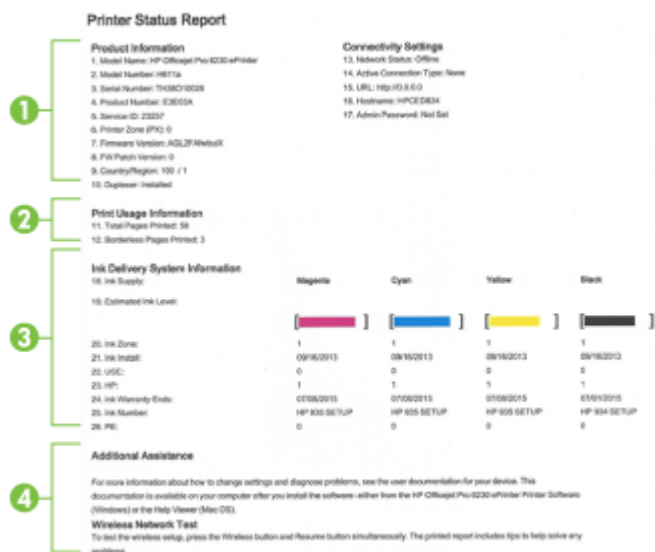 Printer Status Report
Product Information
1. Model Name: HP Officejet Pro 6230 ePrinter
2. Model Number: H611a
3. Serial Number:
4. Product Number: E3E03A
5. Service ID: 23257
6. Printer Zone (PX): 0
7. Firmware Version:
8. FW Patch Version: 0
9. Country/Region: 100 / 1
10. Duplexer: Installed
Connectivity Settings
13. Network Status: Offline
14. Active Connection Type: None
15. URL: http://0.0.0.0
16. Hostname: HPCED834
17. Admin Password: Not Set
1
Print Usage Information
11. Total Pages Printed: 56
12. Borderless Pages Printed: 3
2
Ink Delivery System Information
18. Ink Supply: Magenta Cyan Yellow Black
19. Estimated Ink Level:
[ ] [ ] [ ] [ ]
20. Ink Zone: 1 1 1 1
21. Ink Install: 09/16/2013 09/16/2013 09/16/2013 09/16/2013
22. USE: 0 0 0 0
23. HP: 1 1 1 1
24. Ink Warranty Ends: 07/08/2015 07/08/2015 07/08/2015 07/01/2015
25. Ink Number: HP 935 SETUP HP 935 SETUP HP 935 SETUP HP 934 SETUP
26. PE: 0 0 0 0
3
Additional Assistance
For more information about how to change settings and diagnose problems, see the user documentation for your device. This
documentation is available on your computer after you install the software- either from the HP Officejet Pro 6230 ePrinter Printer Software
(Windows) or the Help Viewer (Mac OS).
Wireless Network Test
To test the wireless setup, press the Wireless button and Resume button simultaneously. The printed report includes tips to help solve any
problems.
4